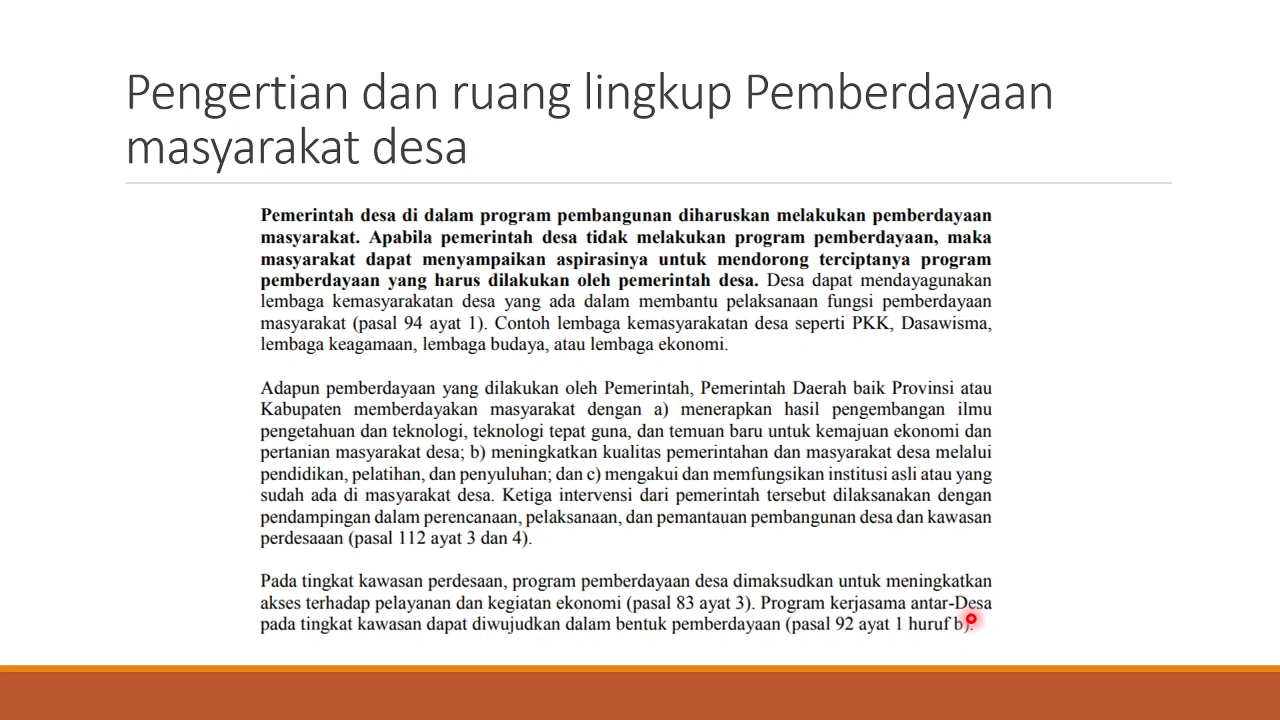 Pengertian dan ruang lingkup Pemberdayaan
masyarakat desa
Pemerintah desa di dalam program pembangunan diharuskan melakukan pemberdayaan
masyarakat. Apabila pemerintah desa tidak melakukan program pemberdayaan, maka
masyarakat dapat menyampaikan aspirasinya untuk mendorong terciptanya program
pemberdayaan yang harus dilakukan oleh pemerintah desa. Desa dapat mendayagunakan
lembaga kemasyarakatan desa yang ada dalam membantu pelaksanaan fungsi pemberdayaan
masyarakat (pasal 94 ayat 1). Contoh lembaga kemasyarakatan desa seperti PKK, Dasawisma,
lembaga keagamaan, lembaga budaya, atau lembaga ekonomi.
Adapun pemberdayaan yang dilakukan oleh Pemerintah, Pemerintah Daerah baik Provinsi atau
Kabupaten memberdayakan masyarakat dengan a) menerapkan hasil pengembangan ilmu
pengetahuan dan teknologi, teknologi tepat guna, dan temuan baru untuk kemajuan ekonomi dan
pertanian masyarakat desa; b) meningkatkan kualitas pemerintahan dan masyarakat desa melalui
pendidikan, pelatihan, dan penyuluhan; dan c) mengakui dan memfungsikan institusi asli atau yang
sudah ada di masyarakat desa. Ketiga intervensi dari pemerintah tersebut dilaksanakan dengan
pendampingan dalam perencanaan, pelaksanaan, dan pemantauan pembangunan desa dan kawasan
perdesaaan (pasal 112 ayat 3 dan 4).
Pada tingkat kawasan perdesaan, program pemberdayaan desa dimaksudkan untuk meningkatkan
akses terhadap pelayanan dan kegiatan ekonomi (pasal 83 ayat 3). Program kerjasama antar-Desa
pada tingkat kawasan dapat diwujudkan dalam bentuk pemberdayaan (pasal 92 ayat 1 huruf b).